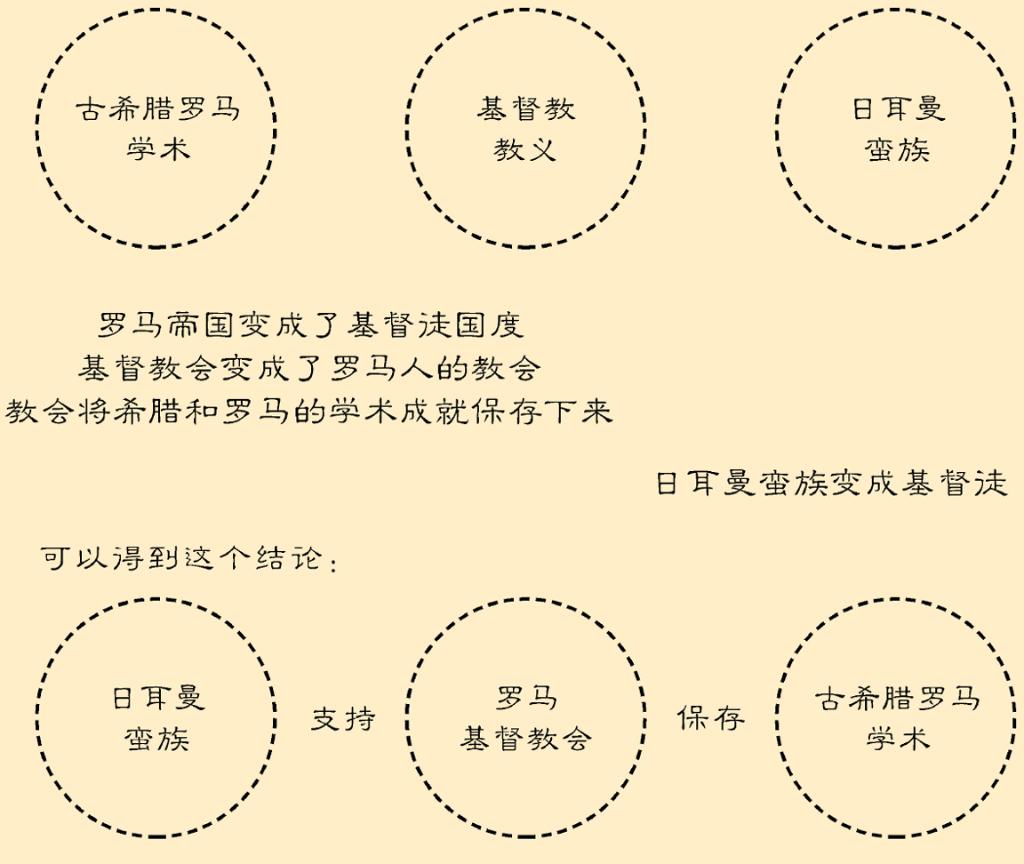 古希腊罗马
学术
基督教
教义
日耳曼
蛮族
罗马帝国变成了基督徒国度
基督教会变成了罗马人的教会
教会将希腊和罗马的学术成就保存下来
日耳曼蛮族变成基督徒
可以得到这个结论：
日耳曼
蛮族
支持
罗马
基督教会
保存
古希腊罗马
学术